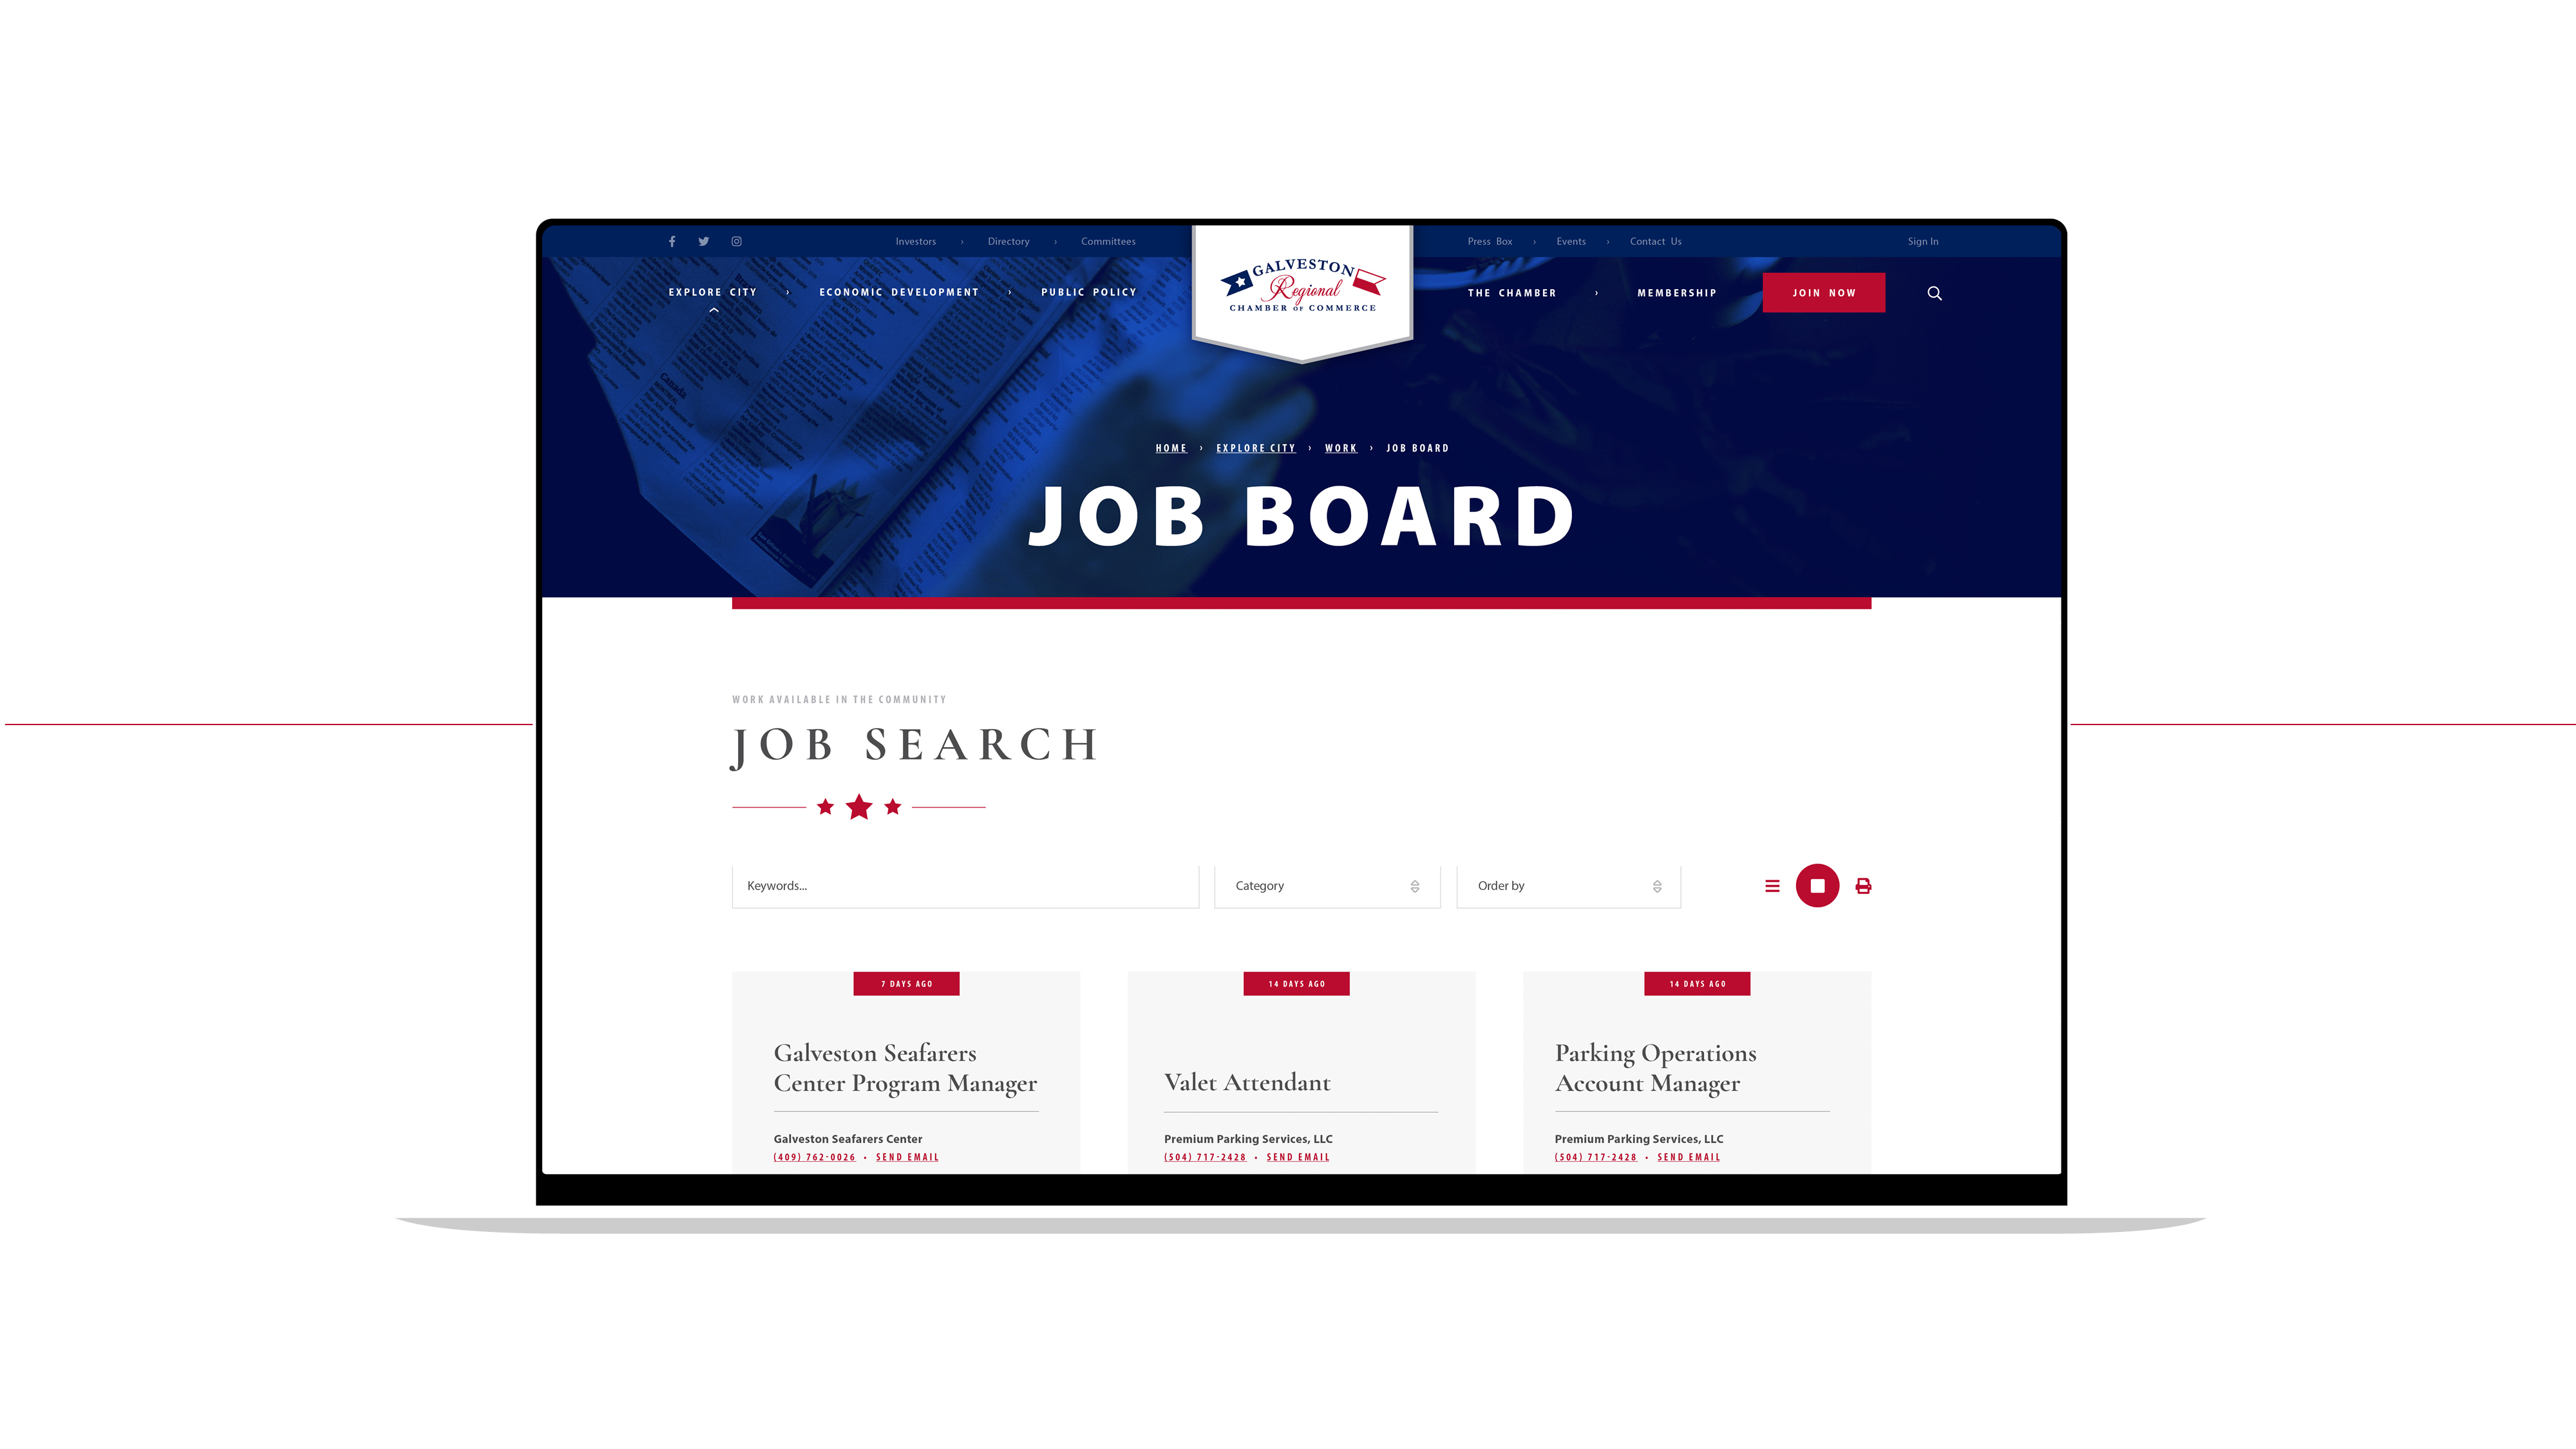 Investors › Directory › Committees
Press Box › Events › Contact Us
Sign In
EXPLORE CITY › ECONOMIC DEVELOPMENT › PUBLIC POLICY
GALVESTON
Regional
CHAMBER OF COMMERCE
THE CHAMBER › MEMBERSHIP
JOIN NOW
Canada
HOME › EXPLORE CITY › WORK › JOB BOARD
JOB BOARD
WORK AVAILABLE IN THE COMMUNITY
JOB SEARCH
Keywords...
Category
Order by
7 DAYS AGO
Galveston Seafarers
Center Program Manager
Galveston Seafarers Center
(409) 762-0026 • SEND EMAIL
14 DAYS AGO
Valet Attendant
Premium Parking Services, LLC
(504) 717-2428 • SEND EMAIL
14 DAYS AGO
Parking Operations
Account Manager
Premium Parking Services, LLC
(504) 717-2428 • SEND EMAIL